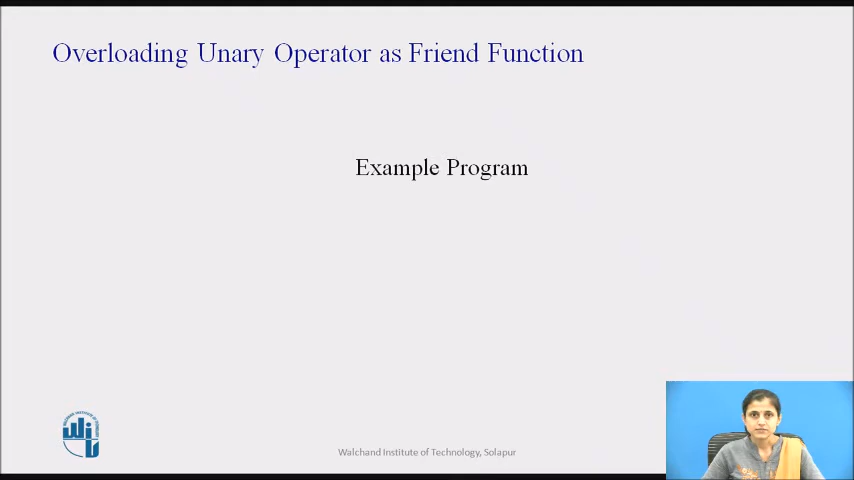 Overloading Unary Operator as Friend Function
Example Program
Walchand Institute of Technology, Solapur